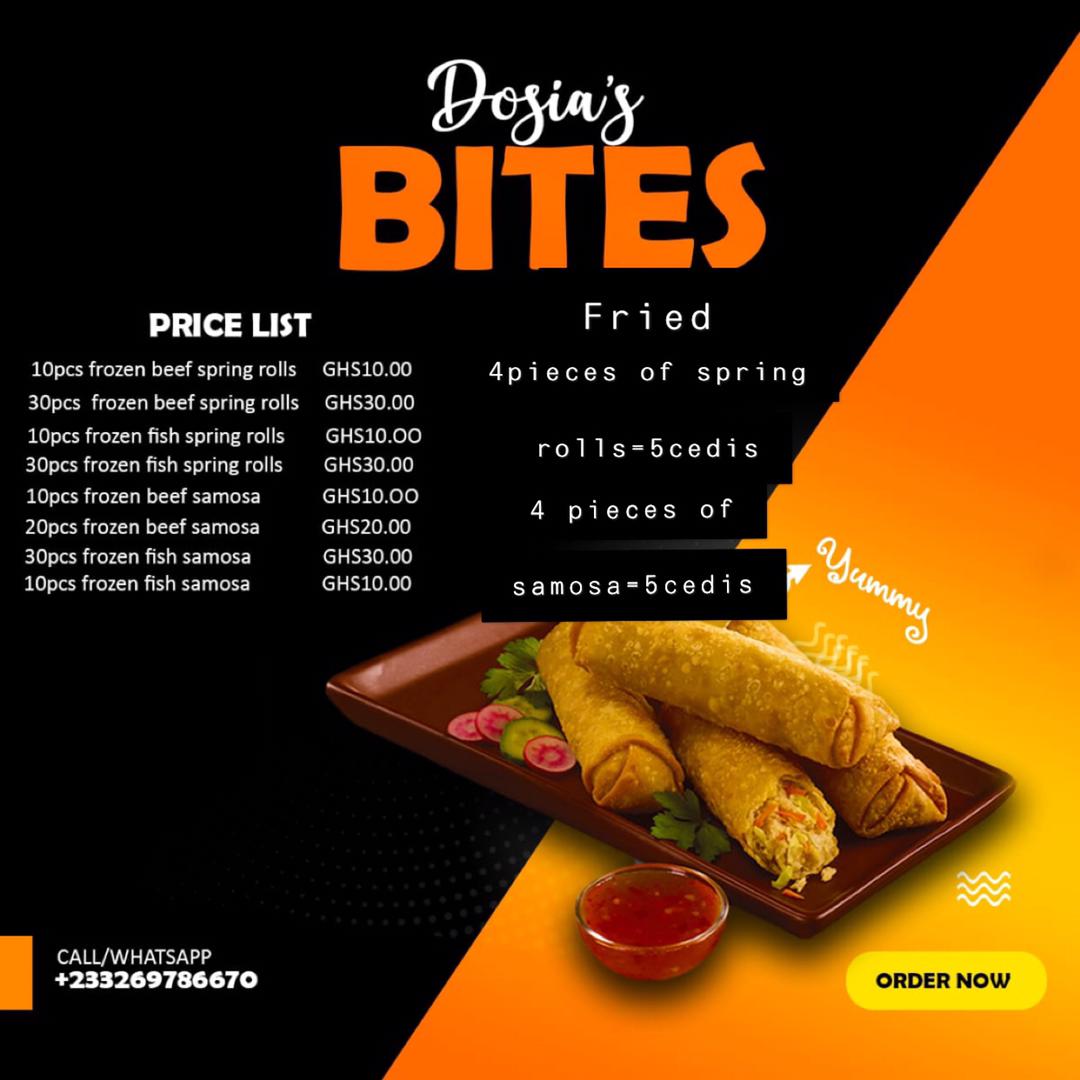 Dosia's
BITES
PRICE LIST
10pcs frozen beef spring rolls GHS10.00
30pcs frozen beef spring rolls GHS30.00
10pcs frozen fish spring rolls GHS10.OO
30pcs frozen fish spring rolls GHS30.00
10pcs frozen beef samosa GHS10.OO
20pcs frozen beef samosa GHS20.00
30pcs frozen fish samosa GHS30.00
10pcs frozen fish samosa GHS10.00
Fried
4pieces of spring
rolls=5cedis
4 pieces of
samosa=5cedis
Yummy
CALL/WHATSAPP
+233269786670
ORDER NOW